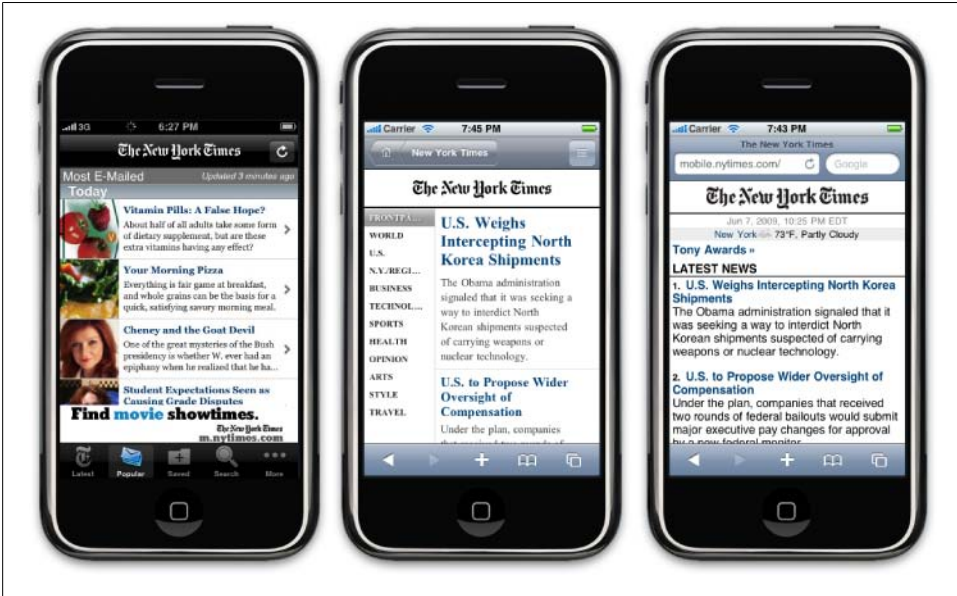 3G 6:27 PM
The New York Times
Most E-Mailed Updated 3 minutes ago
Today
Vitamin Pills: A False Hope?
About half of all adults take some form
of dietary supplement, but are these
extra vitamins having any effect?
Your Morning Pizza
Everything is fair game at breakfast,
and whole grains can be the basis for a
quick, satisfying savory morning meal.
Cheney and the Goat Devil
One of the great mysteries of the Bush
presidency is whether W. ever had an
epiphany when he realized that he ha...
Student Expectations Seen as
Causing Grade Disputes
Find movie showtimes.
The New York Times
m.nytimes.com
Latest Popular Saved Search More
Carrier 7:45 PM
New York Times
The New York Times
FRONTPA...
WORLD
U.S.
N.Y./REGI...
BUSINESS
TECHNOL...
SPORTS
HEALTH
OPINION
ARTS
STYLE
TRAVEL
U.S. Weighs
Intercepting North
Korea Shipments
The Obama administration
signaled that it was seeking a
way to interdict North
Korean shipments suspected
of carrying weapons or
nuclear technology.
U.S. to Propose Wider
Oversight of
Compensation
Under the plan, companies
that received two rounds of
Carrier 7:43 PM
The New York Times
mobile.nytimes.com/ Google
The New York Times
Jun 7, 2009, 10:25 PM EDT
New York 73°F, Partly Cloudy
Tony Awards »
LATEST NEWS
1. U.S. Weighs Intercepting North Korea
Shipments
The Obama administration signaled that it
was seeking a way to interdict North
Korean shipments suspected of carrying
weapons or nuclear technology.
2. U.S. to Propose Wider Oversight of
Compensation
Under the plan, companies that received
two rounds of federal bailouts would submit
major executive pay changes for approval
by a new federal monitor.